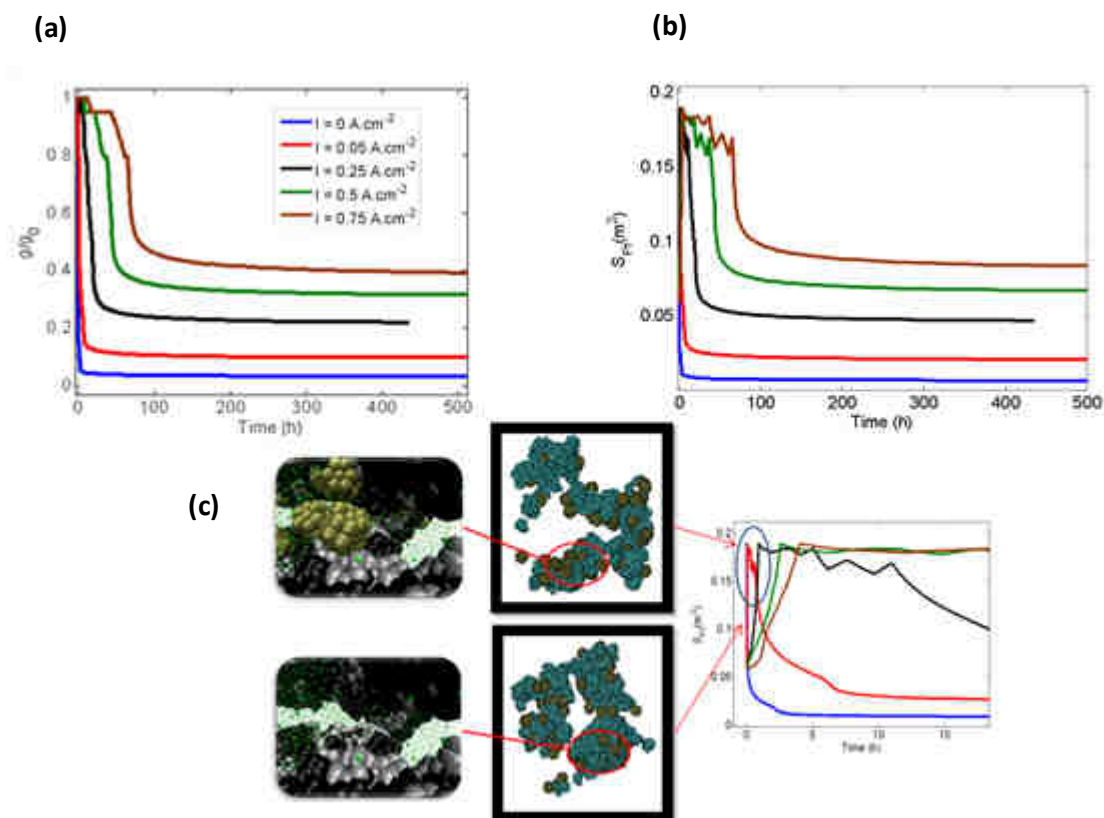 (a)
(b)
g/g0
1
0.8
0.6
0.4
0.2
0
I = 0 A.cm-2
I = 0.05 A.cm-2
I = 0.25 A.cm-2
I = 0.5 A.cm-2
I = 0.75 A.cm-2
0 100 200 300 400 500
Time (h)
SPt(m2)
0.2
0.15
0.1
0.05
0 100 200 300 400 500
Time (h)
(c)
0.15
0.1
0.05
0
0 5 10
Time (h)